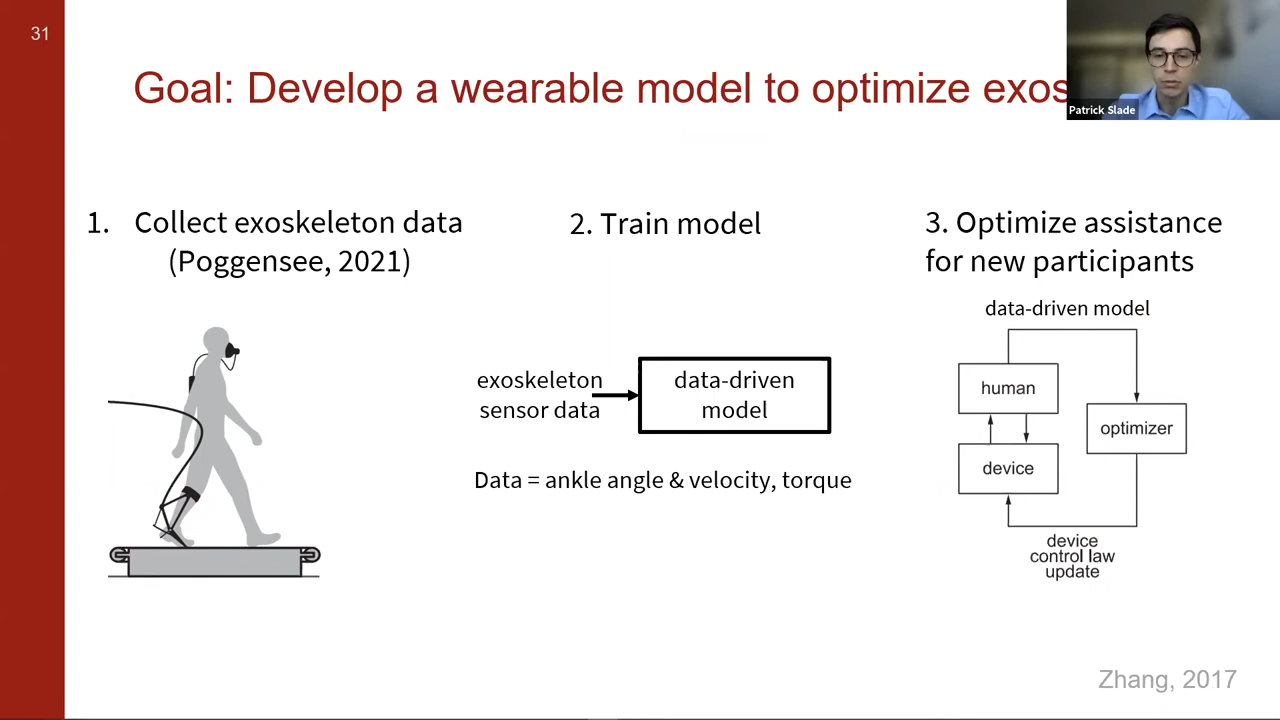 31
Goal: Develop a wearable model to optimize exos
Patrick Slade
1. Collect exoskeleton data
(Poggensee, 2021)
2. Train model
3. Optimize assistance
for new participants
exoskeleton
sensor data
data-driven
model
Data = ankle angle & velocity, torque
data-driven model
human
optimizer
device
device
control law
update
Zhang, 2017